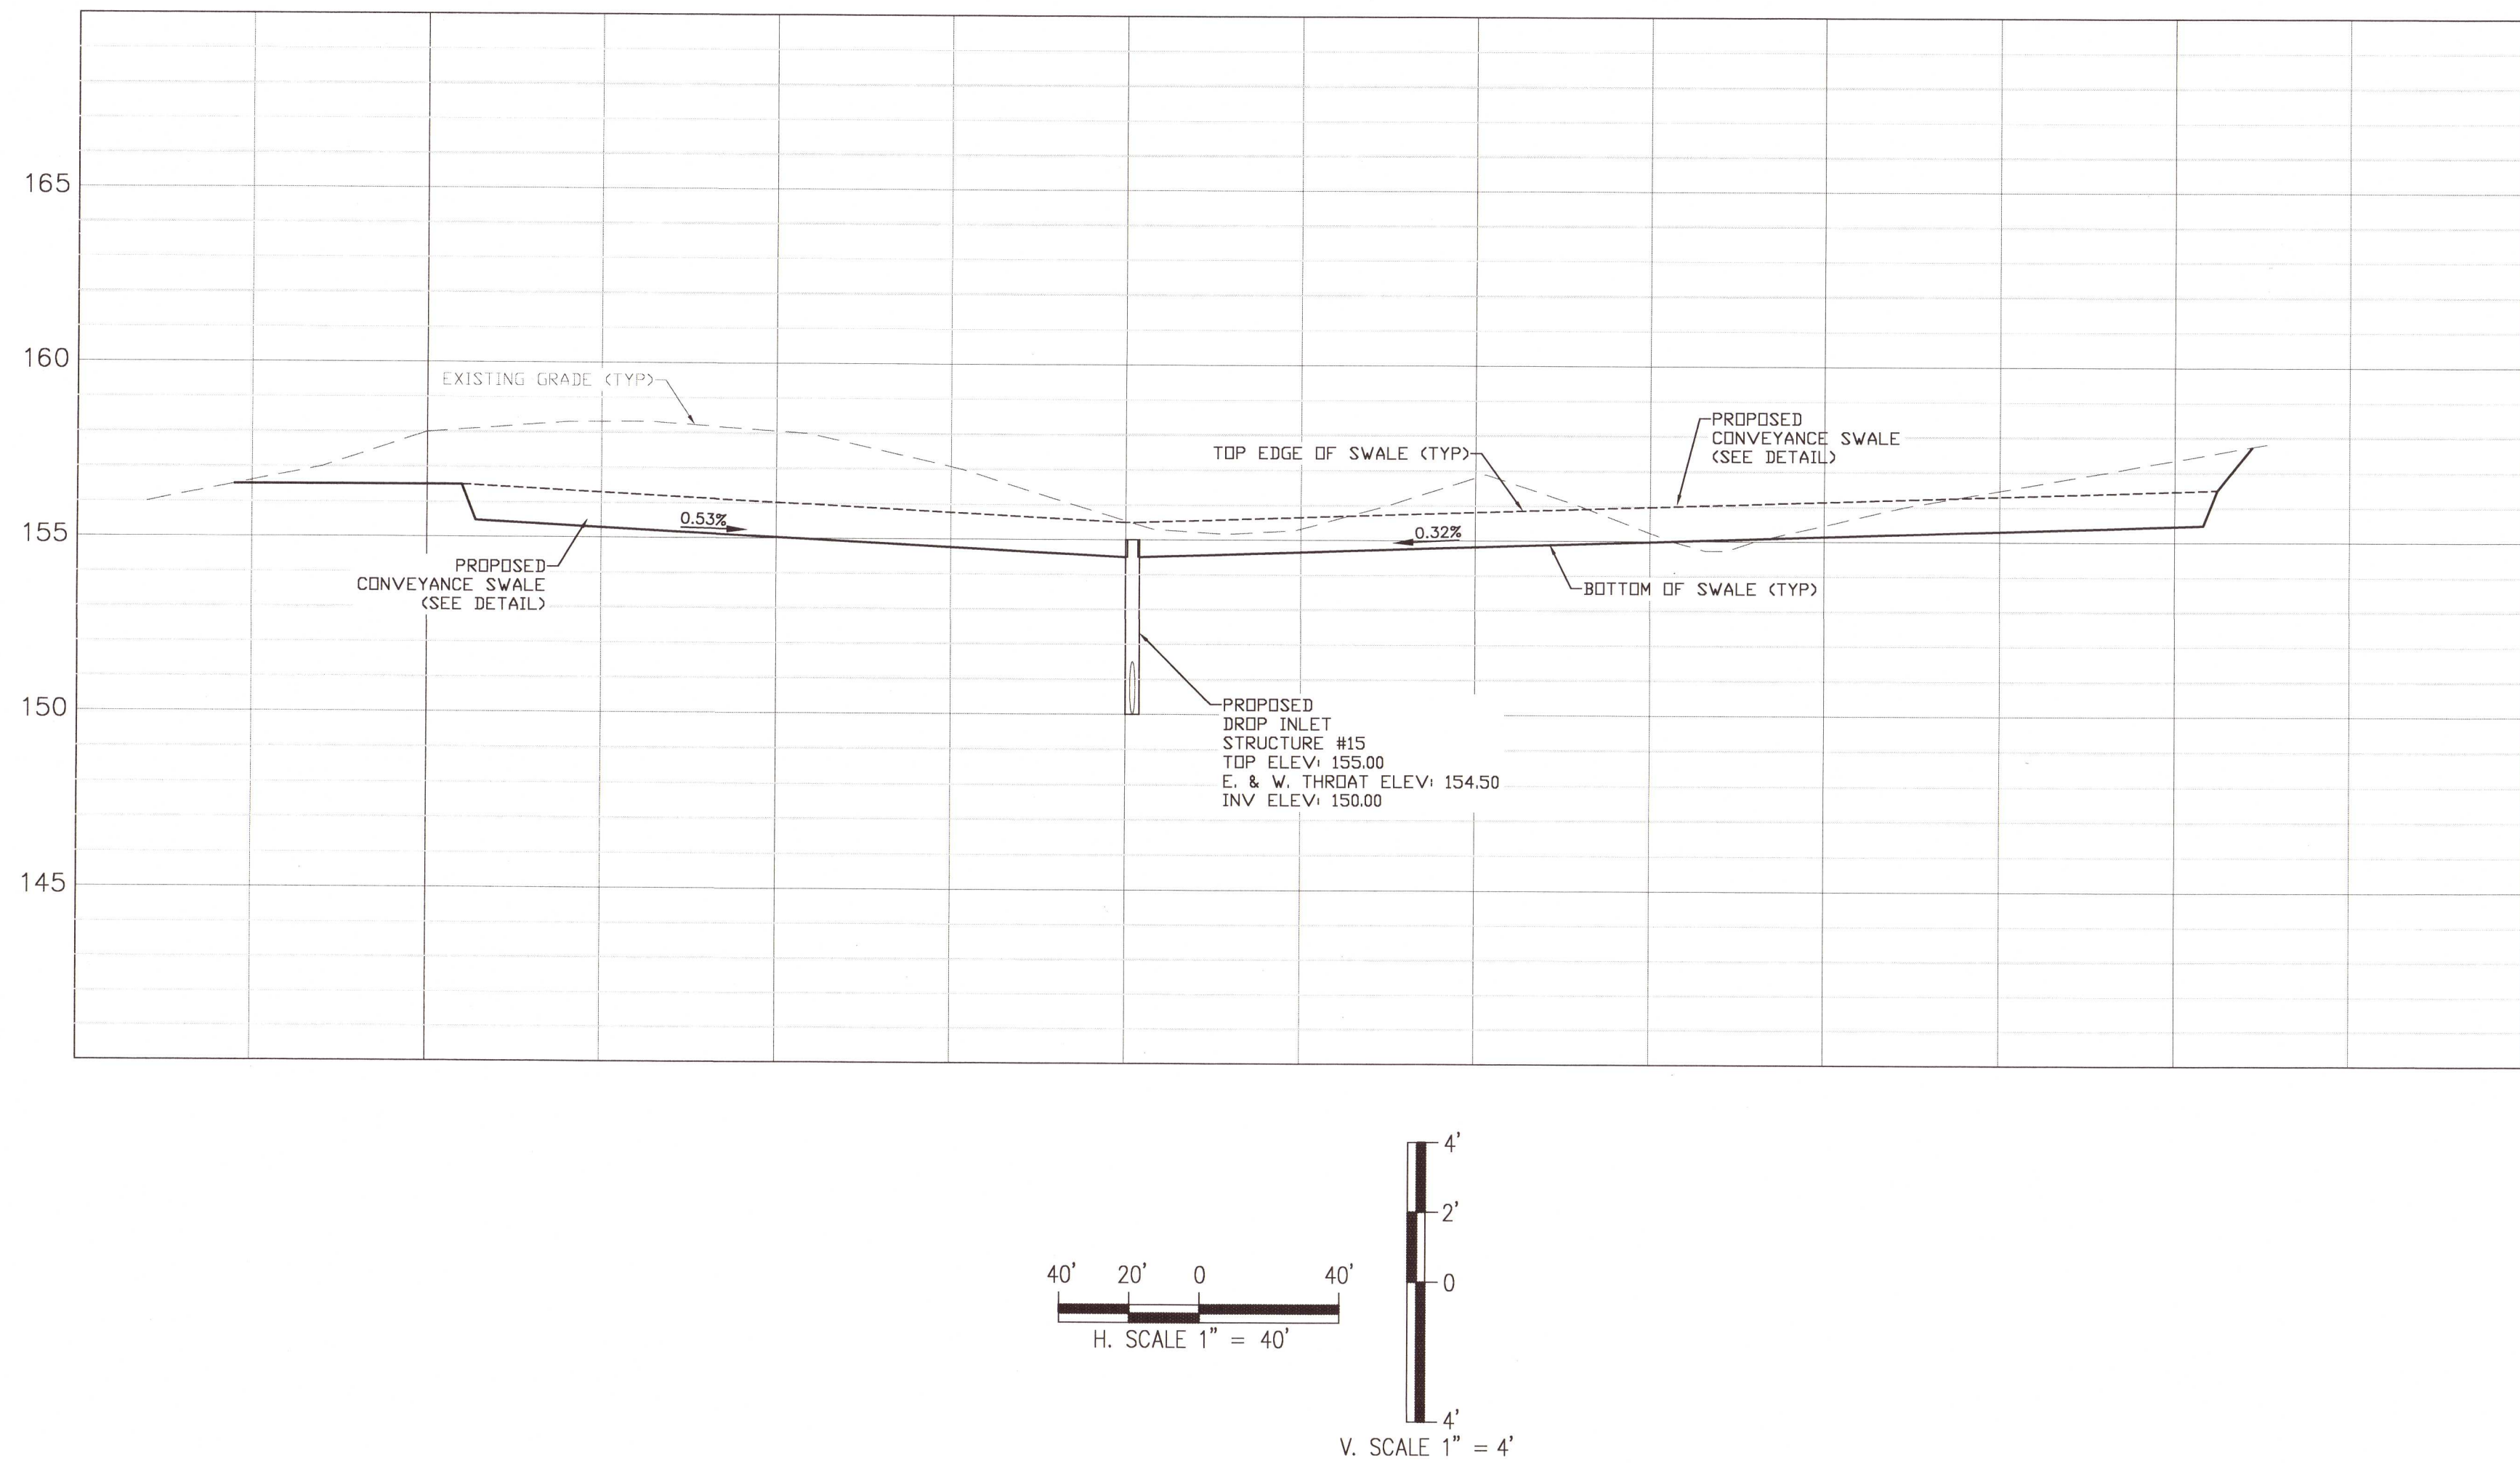 165
160
EXISTING GRADE (TYP)
PROPOSED
CONVEYANCE SWALE
(SEE DETAIL)
TOP EDGE OF SWALE (TYP)
0.53%
0.32%
155
PROPOSED
CONVEYANCE SWALE
(SEE DETAIL)
BOTTOM OF SWALE (TYP)
150
PROPOSED
DROP INLET
STRUCTURE #15
TOP ELEV: 155.00
E. & W. THROAT ELEV: 154.50
INV ELEV: 150.00
145
4'
2'
0
4'
40' 20' 0 40'
H. SCALE 1" = 40'
V. SCALE 1" = 4'